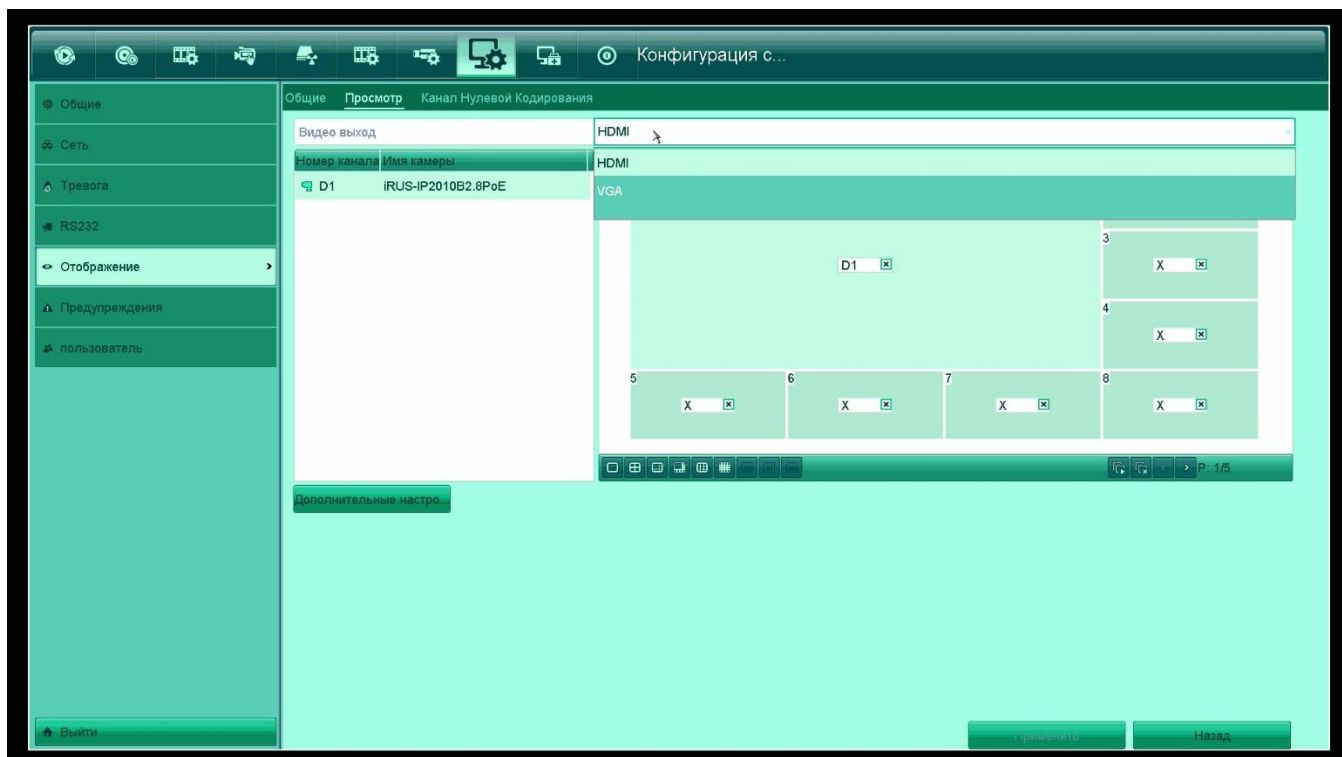 Конфигурация с...
Общие
Сеть
Тревога
RS232
Отображение
Предупреждения
пользователь
Выйти
Общие Просмотр Канал Нулевой Кодирования
Видео выход HDMI
Номер канала Имя камеры
D1 iRUS-IP2010B2.8PoE
HDMI
VGA
D1
3
X
4
X
5 6 7 8
X X X X
P: 1/5
Дополнительные настро...
Применить Назад